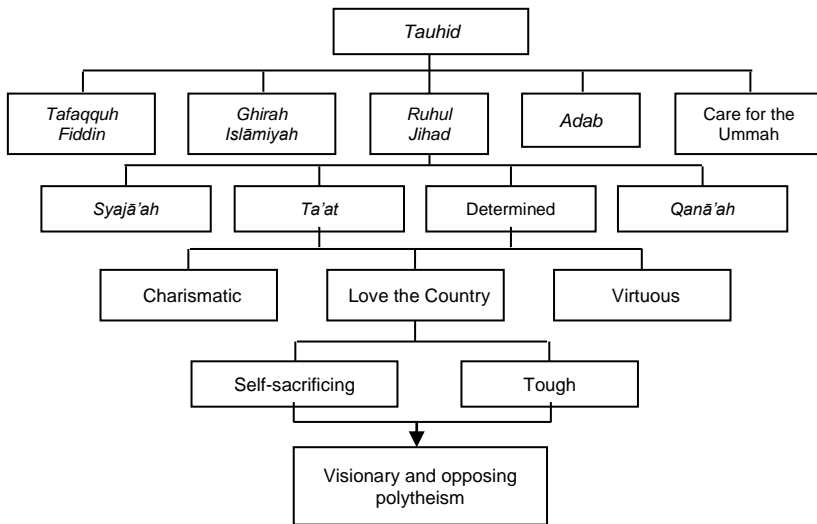 Tauhid
Tafaqquh
Fiddin
Ghirah
Islāmiyah
Ruhul
Jihad
Adab
Care for the
Ummah
Syajā’ah
Ta’at
Determined
Qanā’ah
Charismatic
Love the Country
Virtuous
Self-sacrificing
Tough
Visionary and opposing
polytheism